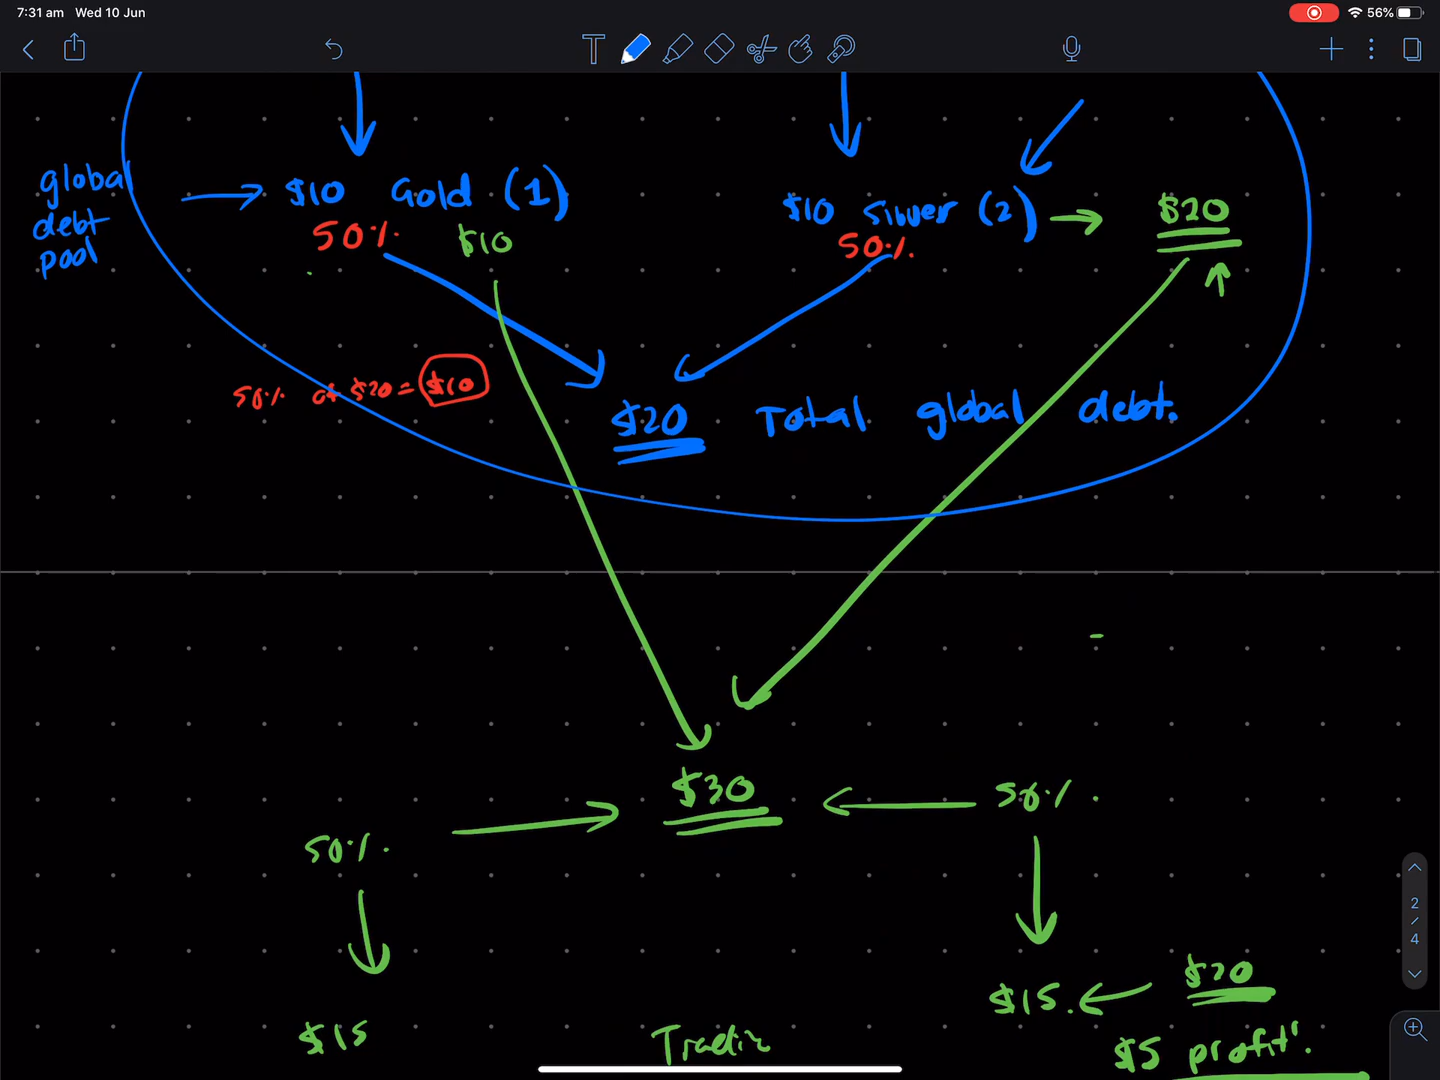 7:31 am Wed 10 Jun
56%
T
global
debt
pool
$10 Gold (1)
50%.
$10
$10 Silver (2)
50%.
$20
50% of $20 = $10
$20 Total global debt.
$30
50%.
50%.
$15
$15.
$20
$5 profit!
2
/
4